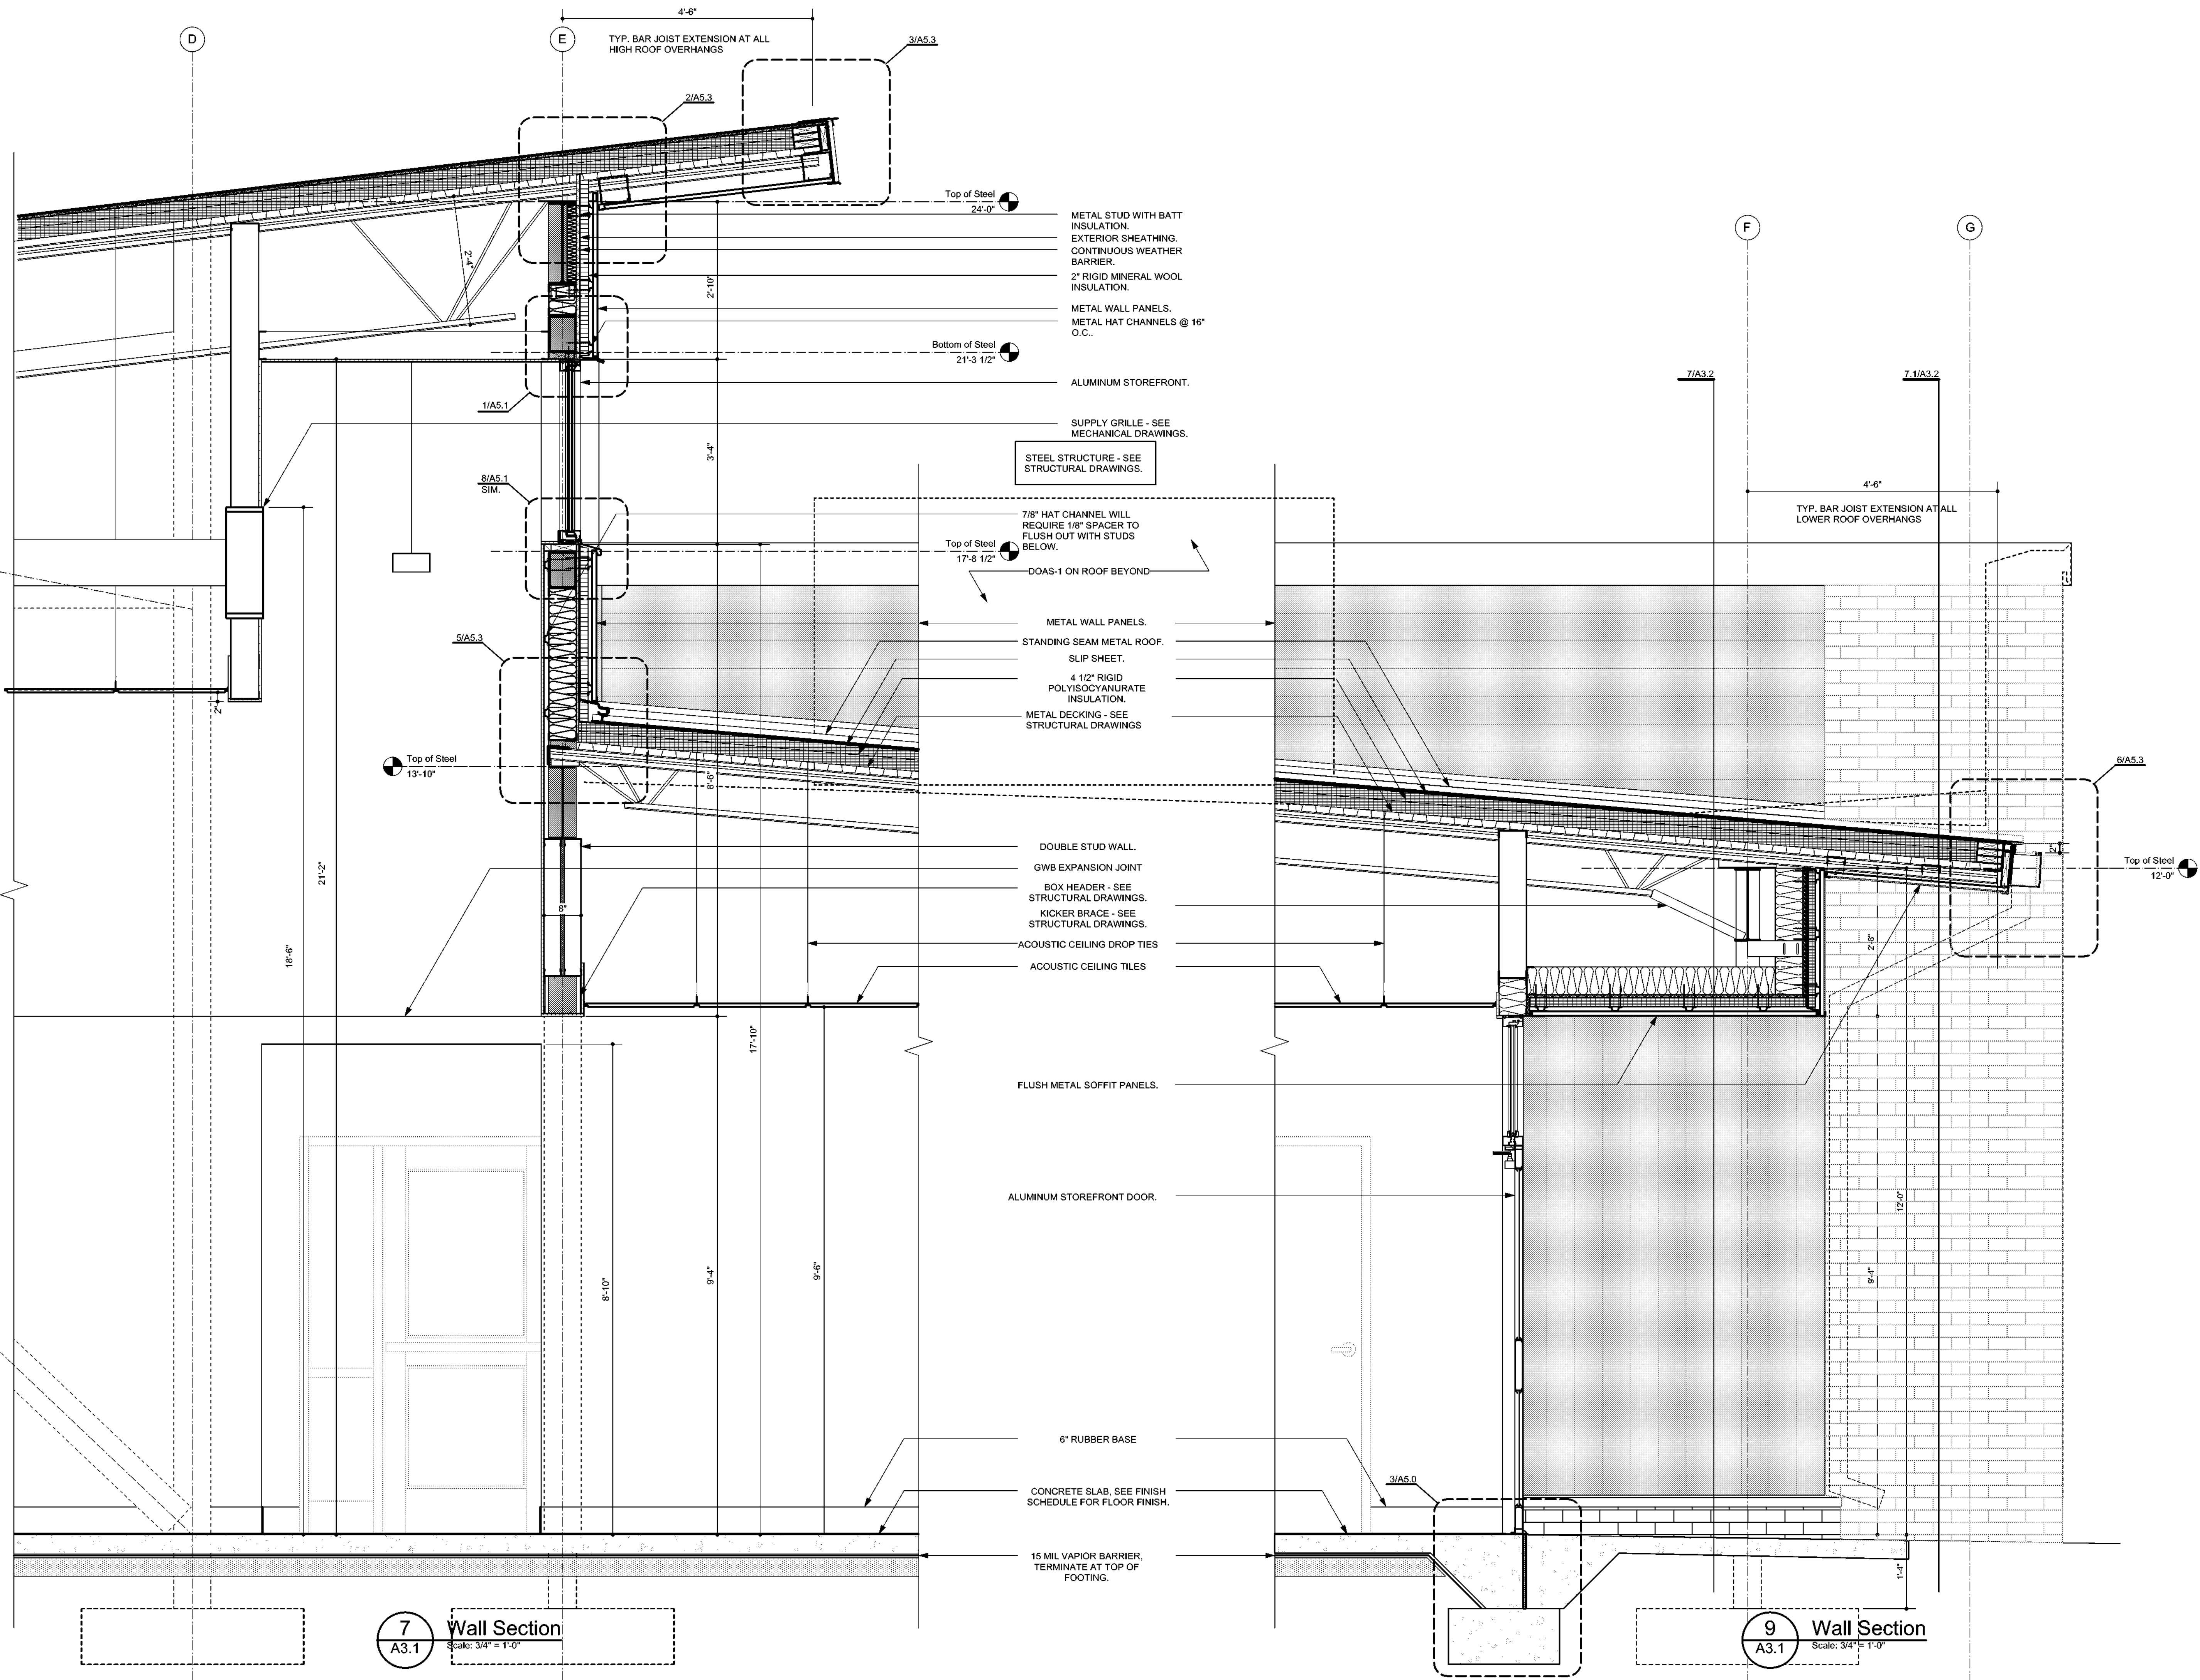 4'-6"
D
E
TYP. BAR JOIST EXTENSION AT ALL
HIGH ROOF OVERHANGS
3/A5.3
2/A5.3
Top of Steel
24'-0"
METAL STUD WITH BATT
INSULATION.
EXTERIOR SHEATHING.
CONTINUOUS WEATHER
BARRIER.
2" RIGID MINERAL WOOL
INSULATION.
METAL WALL PANELS.
METAL HAT CHANNELS @ 16"
O.C..
F
G
2'-4"
2'-10"
Bottom of Steel
21'-3 1/2"
ALUMINUM STOREFRONT.
7/A3.2
7.1/A3.2
1/A5.1
SUPPLY GRILLE - SEE
MECHANICAL DRAWINGS.
3'-4"
STEEL STRUCTURE - SEE
STRUCTURAL DRAWINGS.
8/A5.1
SIM.
4'-6"
TYP. BAR JOIST EXTENSION AT ALL
LOWER ROOF OVERHANGS
7/8" HAT CHANNEL WILL
REQUIRE 1/8" SPACER TO
FLUSH OUT WITH STUDS
BELOW.
Top of Steel
17'-8 1/2"
DOAS-1 ON ROOF BEYOND
METAL WALL PANELS.
5/A5.3
STANDING SEAM METAL ROOF.
SLIP SHEET.
4 1/2" RIGID
POLYISOCYANURATE
INSULATION.
2"
METAL DECKING - SEE
STRUCTURAL DRAWINGS
Top of Steel
13'-10"
8'-6"
6/A5.3
DOUBLE STUD WALL.
2"
Top of Steel
12'-0"
GWB EXPANSION JOINT
21'-2"
BOX HEADER - SEE
STRUCTURAL DRAWINGS.
8"
KICKER BRACE - SEE
STRUCTURAL DRAWINGS.
18'-6"
ACOUSTIC CEILING DROP TIES
2'-8"
ACOUSTIC CEILING TILES
17'-10"
FLUSH METAL SOFFIT PANELS.
ALUMINUM STOREFRONT DOOR.
12'-0"
8'-10"
9'-4"
9'-6"
9'-4"
6" RUBBER BASE
3/A5.0
CONCRETE SLAB, SEE FINISH
SCHEDULE FOR FLOOR FINISH.
15 MIL VAPIOR BARRIER,
TERMINATE AT TOP OF
FOOTING.
1'-4"
7
A3.1
Wall Section
Scale: 3/4" = 1'-0"
9
A3.1
Wall Section
Scale: 3/4" = 1'-0"